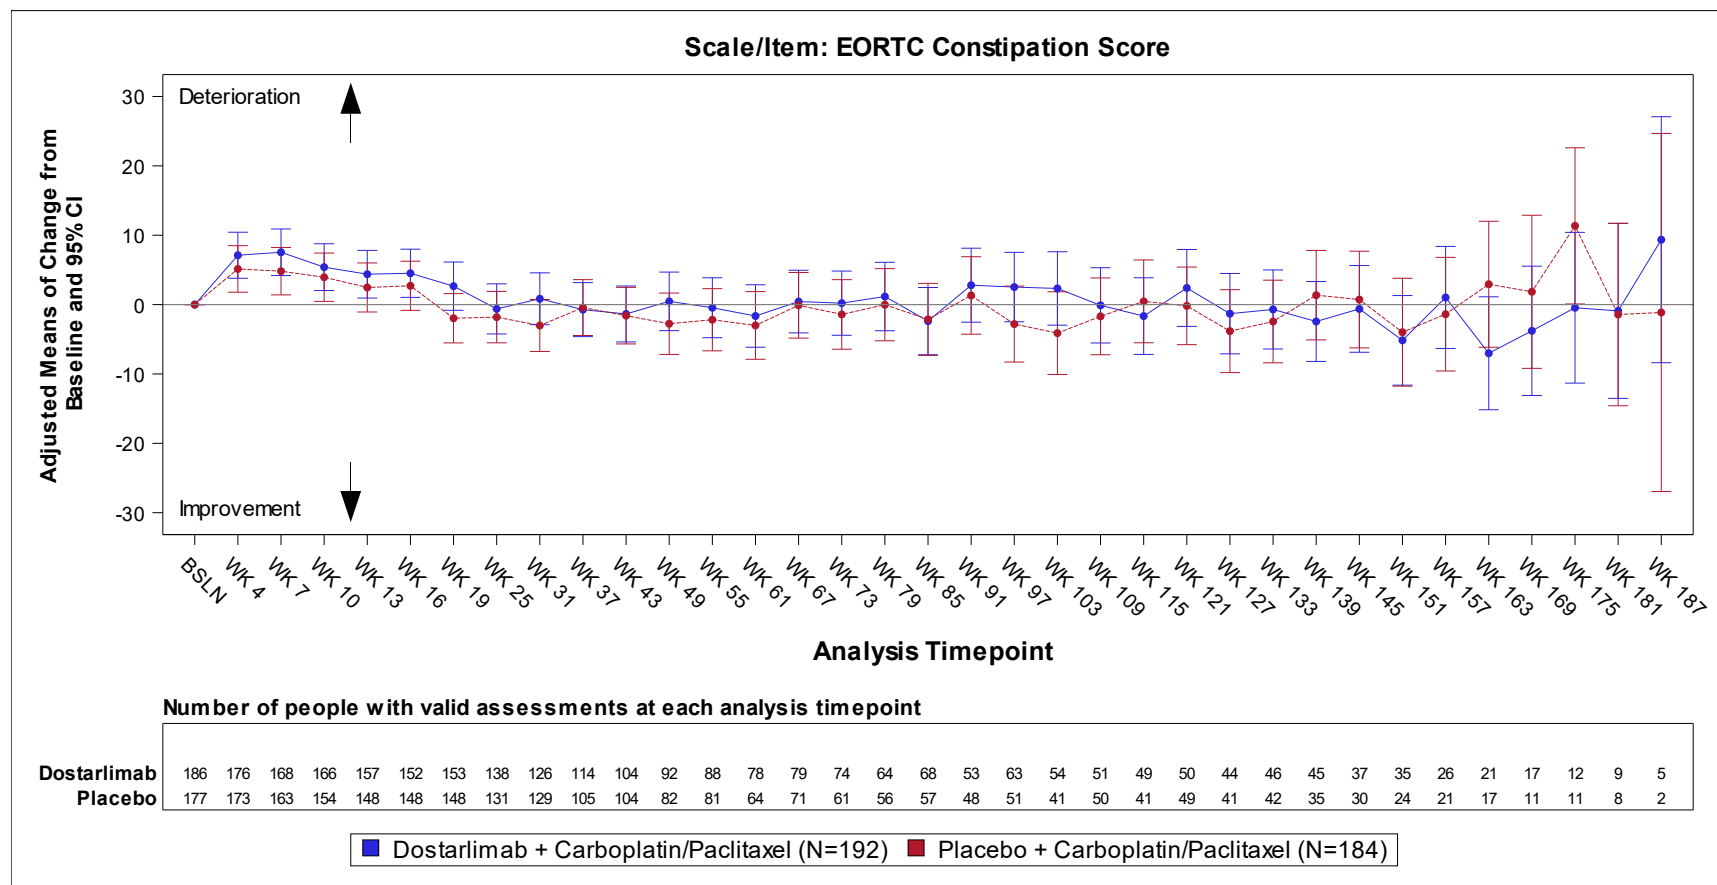 Scale/Item: EORTC Constipation Score
Adjusted Means of Change from
Baseline and 95% CI
30
20
10
0
-10
-20
-30
Deterioration
Improvement
BSLN WK 4 WK 7 WK 10 WK 13 WK 16 WK 19 WK 25 WK 31 WK 37 WK 43 WK 49 WK 55 WK 61 WK 67 WK 73 WK 79 WK 85 WK 91 WK 97 WK 103 WK 109 WK 115 WK 121 WK 127 WK 133 WK 139 WK 145 WK 151 WK 157 WK 163 WK 169 WK 175 WK 181 WK 187
Analysis Timepoint
Number of people with valid assessments at each analysis timepoint
Dostarlimab 186 176 168 166 157 152 153 138 126 114 104 92 88 78 79 74 64 68 53 63 54 51 49 50 44 46 45 37 35 26 21 17 12 9 5
Placebo 177 173 163 154 148 148 148 131 129 105 104 82 81 64 71 61 56 57 48 51 41 50 41 49 41 42 35 30 24 21 17 11 11 8 2
Dostarlimab + Carboplatin/Paclitaxel (N=192) Placebo + Carboplatin/Paclitaxel (N=184)